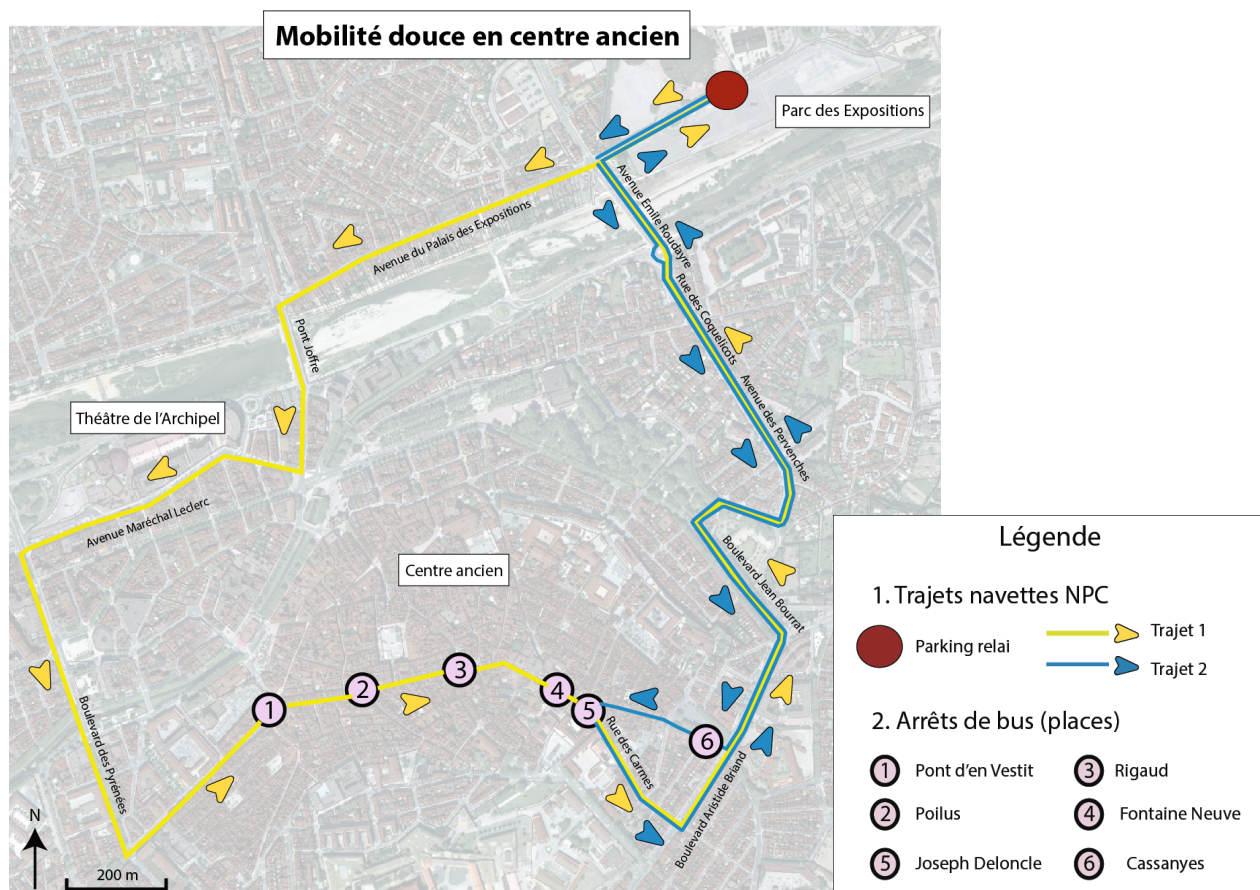 Mobilité douce en centre ancien
Parc des Expositions
Avenue Emile Roudayre
Avenue du Palais des Expositions
Rue des Coquelicots
Pont Joffre
Avenue des Pervenches
Théâtre de l'Archipel
Avenue Maréchal Leclerc
Boulevard Jean Bourrat
Centre ancien
1
2
3
4
5
6
Rue des Carmes
Boulevard des Pyrénées
Boulevard Aristide Briand
N
200 m
Légende
1. Trajets navettes NPC
Parking relai
Trajet 1
Trajet 2
2. Arrêts de bus (places)
1 Pont d'en Vestit
3 Rigaud
2 Poilus
4 Fontaine Neuve
5 Joseph Deloncle
6 Cassanyes